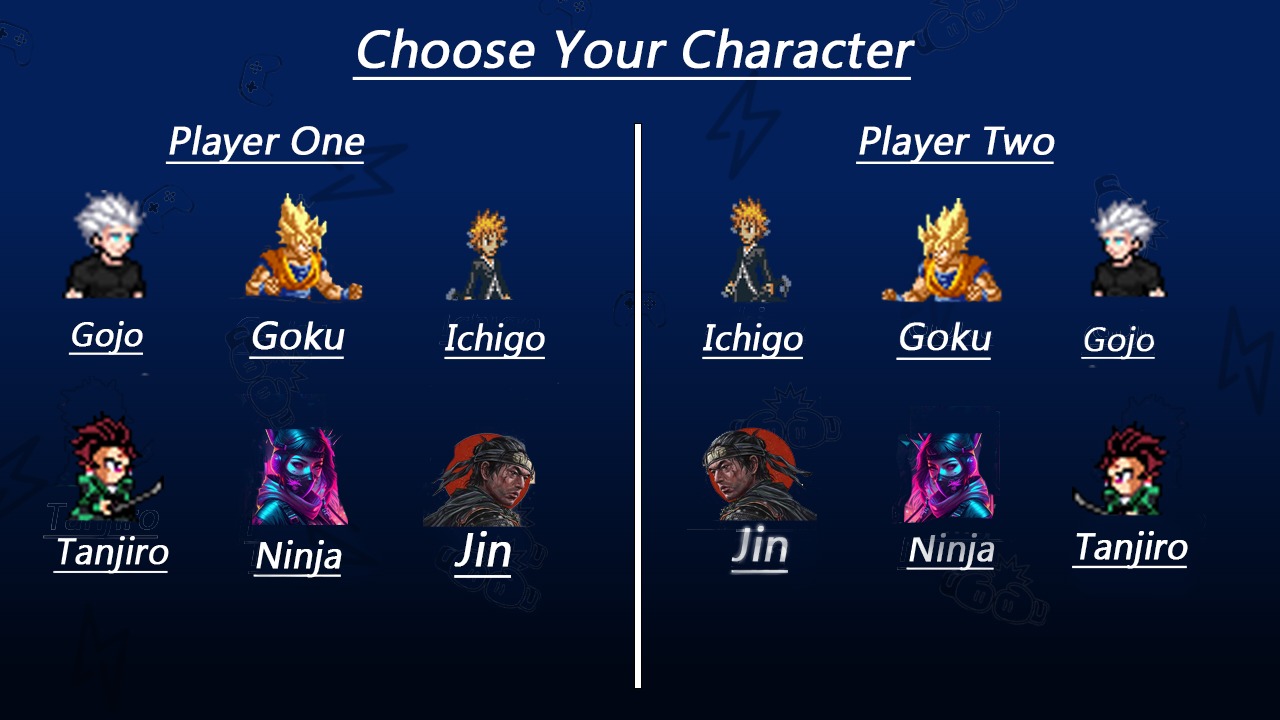 Choose Your Character
Player One
Gojo Goku Ichigo
Tanjiro
Tanjiro Ninja Jin
Player Two
Ichigo Goku Gojo
Jin Ninja Tanjiro